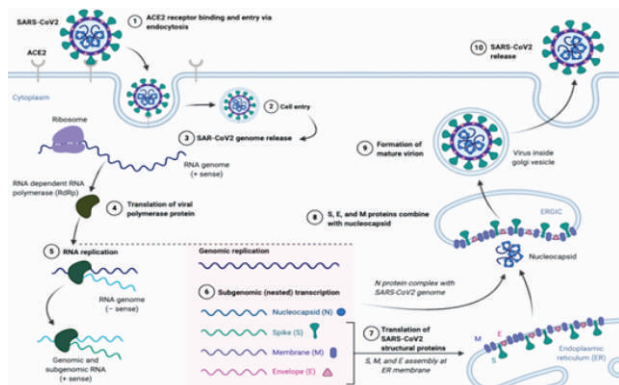 SARS-CoV2
1 ACE2 receptor binding and entry via
endocytosis
ACE2
Cytoplasm
2 Cell entry
3 SAR-CoV2 genome release
Ribosome
RNA genome
(+ sense)
RNA dependent RNA
polymerase (RdRp)
4 Translation of viral
polymerase protein
5 RNA replication
RNA genome
(− sense)
Genomic and
subgenomic RNA
(+ sense)
Genomic replication
6 Subgenomic (nested) transcription
Nucleocapsid (N)
Spike (S)
Membrane (M)
Envelope (E)
N protein complex with
SARS-CoV2 genome
7 Translation of
SARS-CoV2
structural proteins
S, M, and E assembly at
ER membrane
M
E
S
Endoplasmic
reticulum (ER)
8 S, E, and M proteins combine
with nucleocapsid
ERGIC
Nucleocapsid
9 Formation of
mature virion
Virus inside
golgi vesicle
10 SARS-CoV2
release